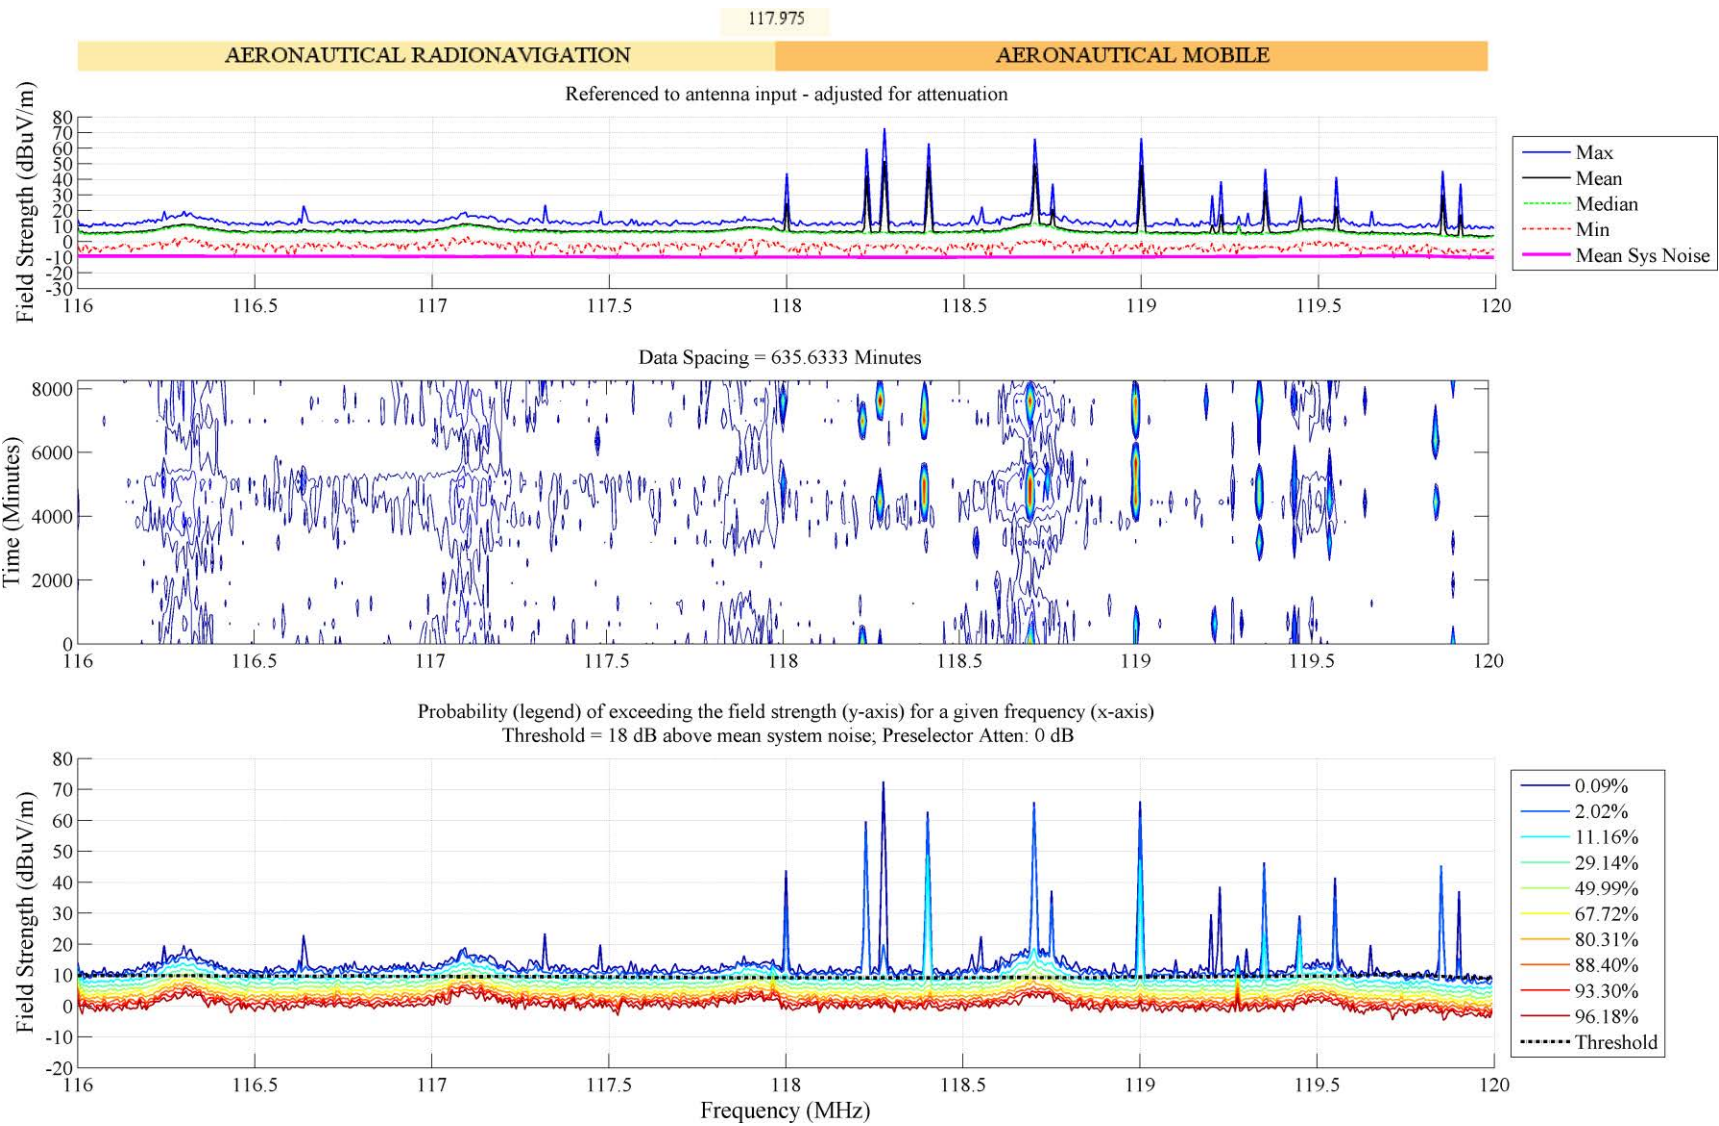 117.975
AERONAUTICAL RADIONAVIGATION AERONAUTICAL MOBILE
Referenced to antenna input - adjusted for attenuation
Field Strength (dBuV/m)
80
70
60
50
40
30
20
10
0
-10
-20
-30
116 116.5 117 117.5 118 118.5 119 119.5 120
Max
Mean
Median
Min
Mean Sys Noise
Data Spacing = 635.6333 Minutes
Time (Minutes)
8000
6000
4000
2000
0
116 116.5 117 117.5 118 118.5 119 119.5 120
Probability (legend) of exceeding the field strength (y-axis) for a given frequency (x-axis)
Threshold = 18 dB above mean system noise; Preselector Atten: 0 dB
Field Strength (dBuV/m)
80
70
60
50
40
30
20
10
0
-10
-20
116 116.5 117 117.5 118 118.5 119 119.5 120
Frequency (MHz)
0.09%
2.02%
11.16%
29.14%
49.99%
67.72%
80.31%
88.40%
93.30%
96.18%
Threshold